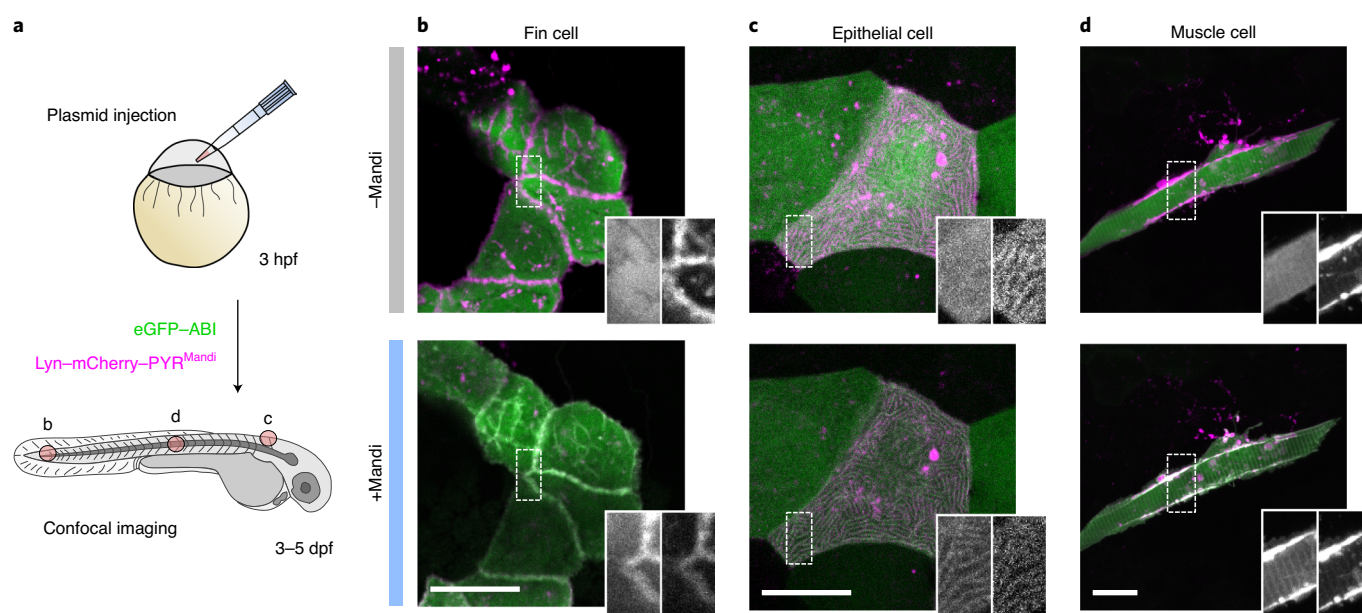 a
Plasmid injection
3 hpf
eGFP–ABI
Lyn–mCherry–PYR^Mandi
b
d
c
Confocal imaging
3–5 dpf
b
Fin cell
c
Epithelial cell
d
Muscle cell
–Mandi
+Mandi